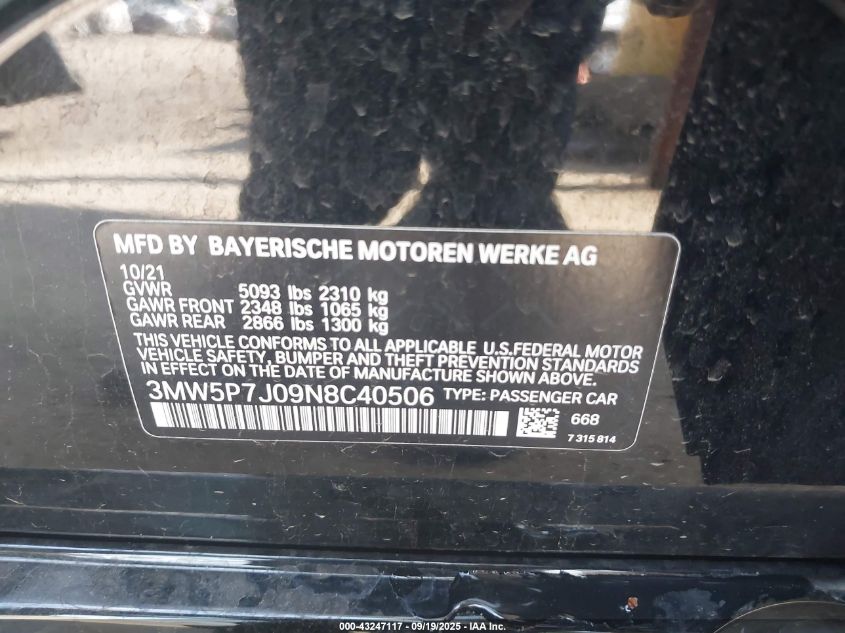 MFD BY BAYERISCHE MOTOREN WERKE AG
10/21
GVWR 5093 lbs 2310 kg
GAWR FRONT 2348 lbs 1065 kg
GAWR REAR 2866 lbs 1300 kg
THIS VEHICLE CONFORMS TO ALL APPLICABLE U.S.FEDERAL MOTOR
VEHICLE SAFETY, BUMPER AND THEFT PREVENTION STANDARDS
IN EFFECT ON THE DATE OF MANUFACTURE SHOWN ABOVE.
3MW5P7J09N8C40506 TYPE: PASSENGER CAR
668
7 315 814
000-43247117 - 09/19/2025 - IAA Inc.